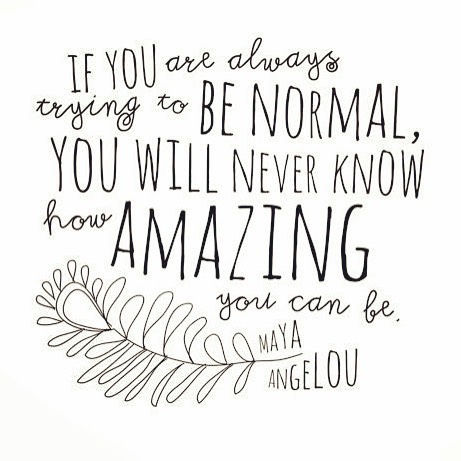 IF YOU are always
trying to BE NORMAL,
YOU WILL NEVER KNOW
how AMAZING
you can be.
MAYA
ANGELOU